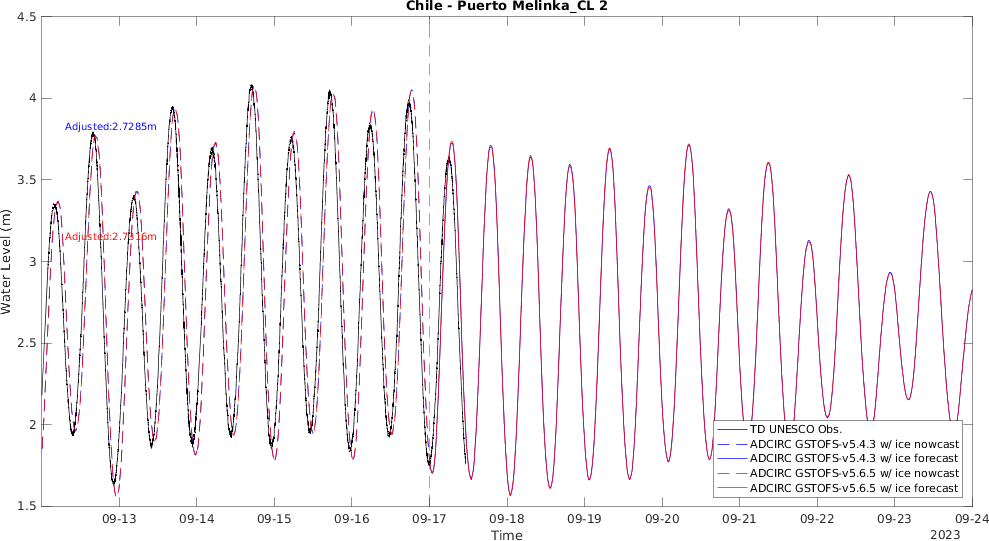 Chile - Puerto Melinka_CL 2
4.5
4
3.5
3
2.5
2
1.5
Water Level (m)
Adjusted:2.7285m
Adjusted:2.7316m
TD UNESCO Obs.
ADCIRC GSTOFS-v5.4.3 w/ ice nowcast
ADCIRC GSTOFS-v5.4.3 w/ ice forecast
ADCIRC GSTOFS-v5.6.5 w/ ice nowcast
ADCIRC GSTOFS-v5.6.5 w/ ice forecast
09-13 09-14 09-15 09-16 09-17 09-18 09-19 09-20 09-21 09-22 09-23 09-24
2023
Time